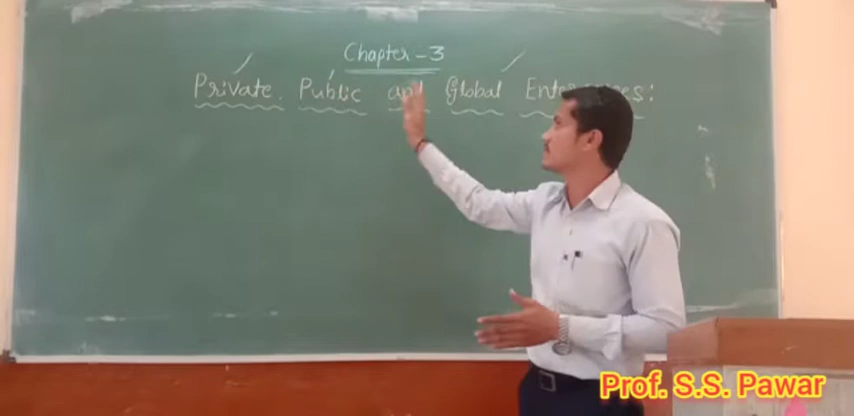 Chapter - 3
Private, Public and Global
Prof. S.S. Pawar